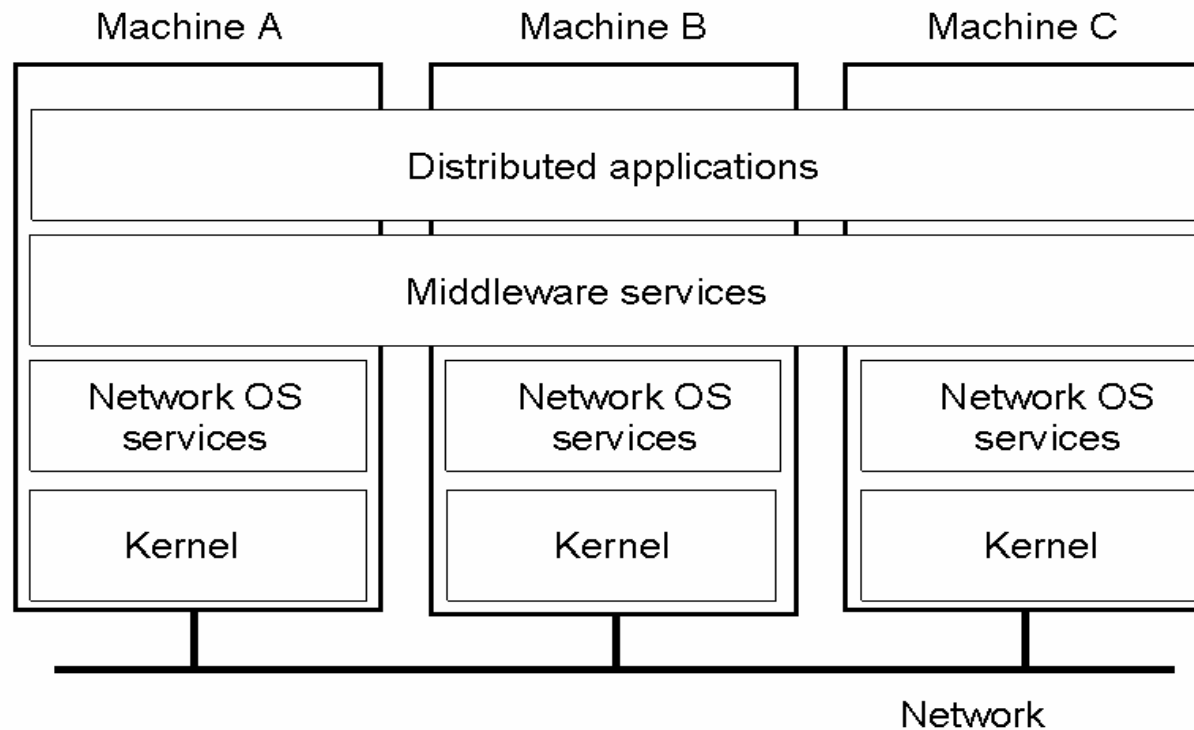 Machine A
Machine B
Machine C
Distributed applications
Middleware services
Network OS
services
Network OS
services
Network OS
services
Kernel
Kernel
Kernel
Network